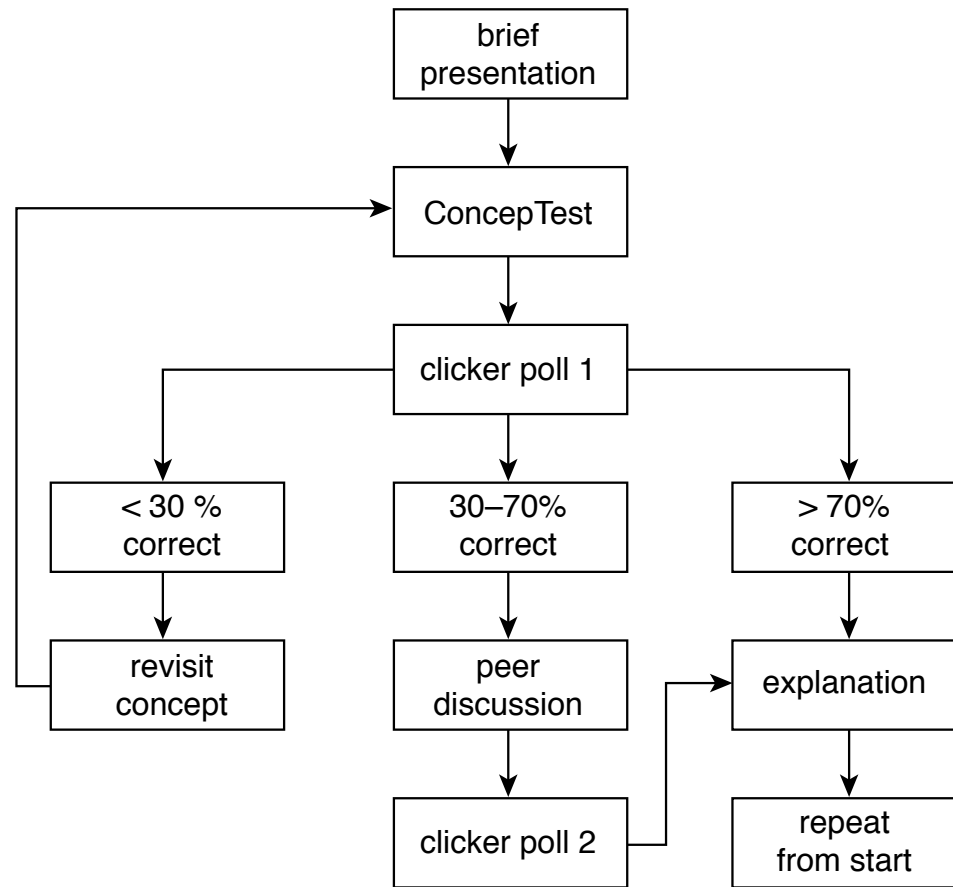 brief
presentation
ConcepTest
clicker poll 1
< 30 %
correct
30–70%
correct
> 70%
correct
revisit
concept
peer
discussion
explanation
clicker poll 2
repeat
from start